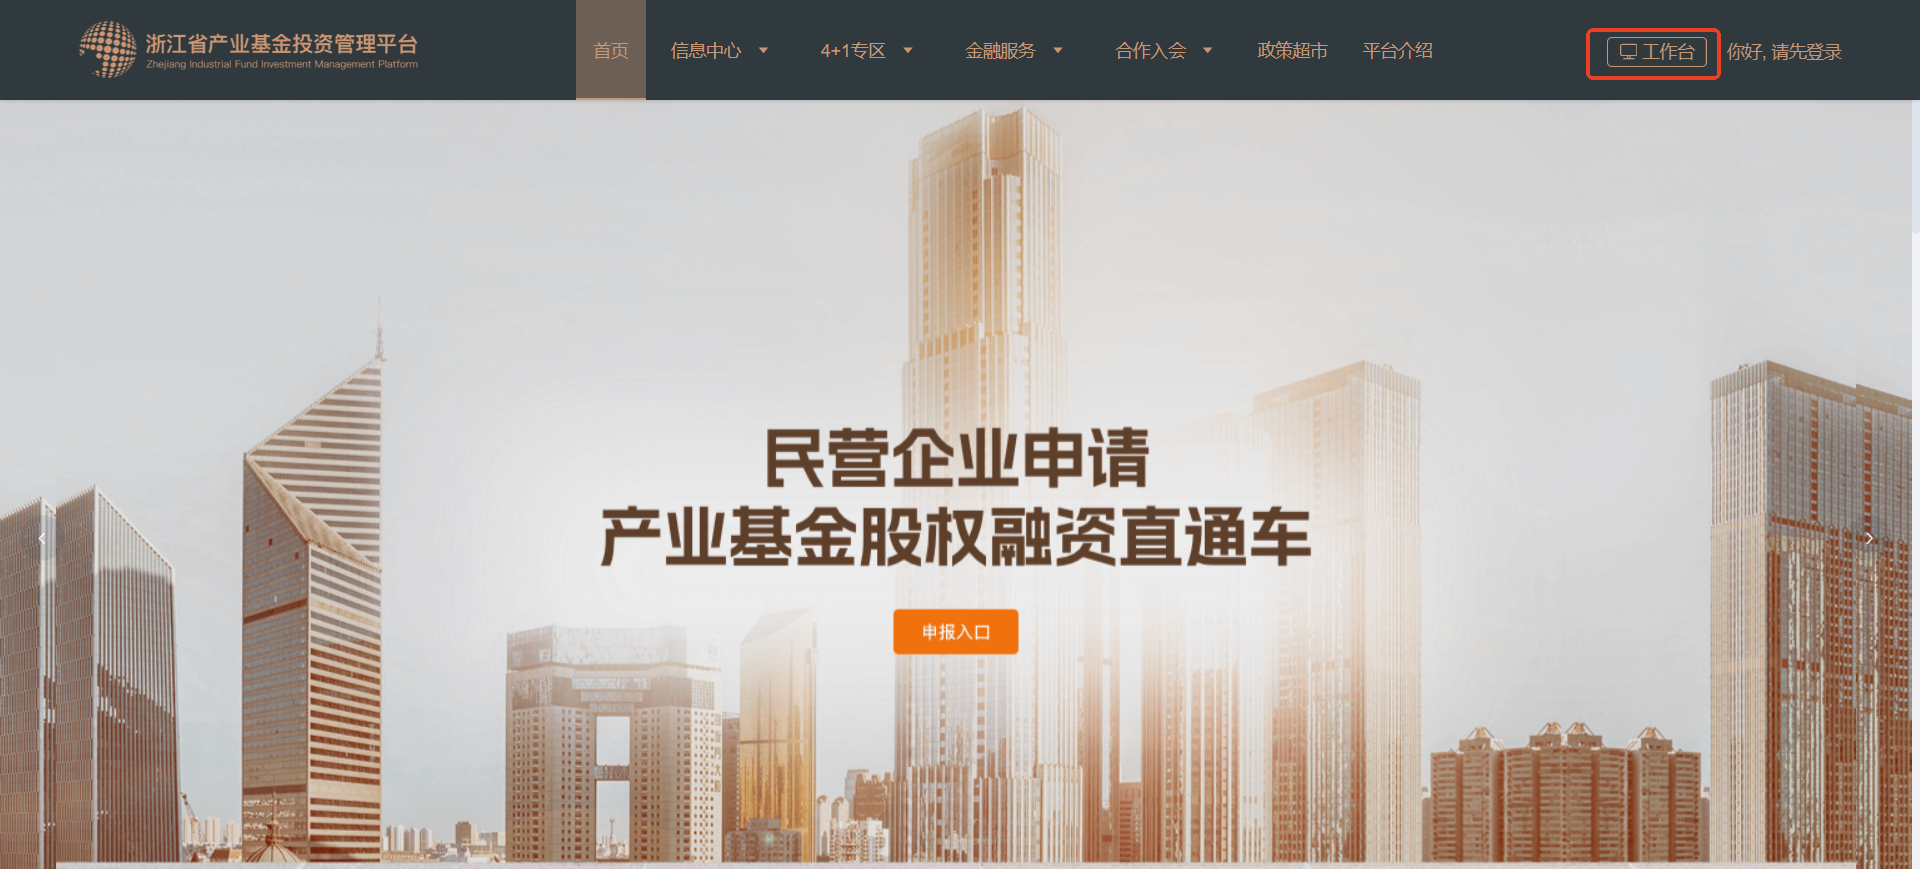 浙江省产业基金投资管理平台
Zhejiang Industrial Fund Investment Management Platform
首页 信息中心 4+1专区 金融服务 合作入会 政策超市 平台介绍 工作台 你好, 请先登录
民营企业申请
产业基金股权融资直通车
申报入口